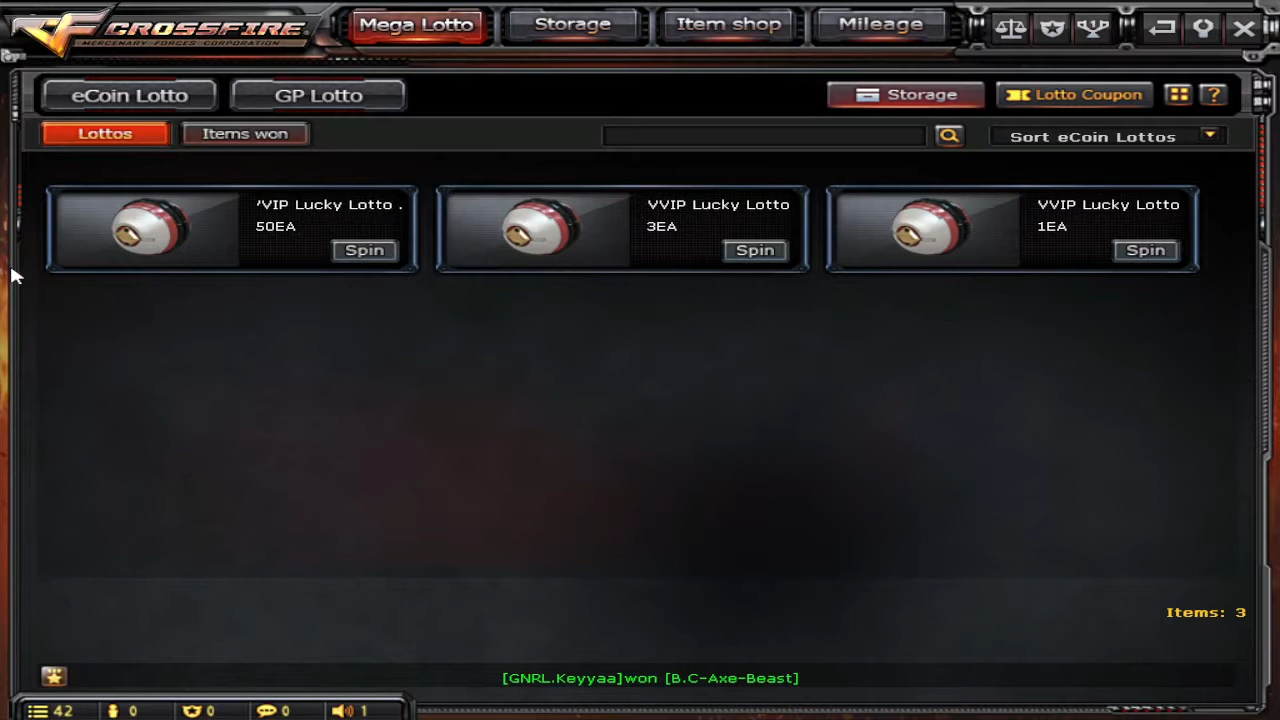 CROSSFIRE
MERCENARY FORCES CORPORATION
Mega Lotto
Storage
Item shop
Mileage
eCoin Lotto
GP Lotto
Storage
Lotto Coupon
?
Lottos
Items won
Sort eCoin Lottos
VIP Lucky Lotto .
50EA
Spin
VVIP Lucky Lotto
3EA
Spin
VVIP Lucky Lotto
1EA
Spin
Items: 3
[GNRL.Keyyaa]won [B.C-Axe-Beast]
42
0
0
0
1